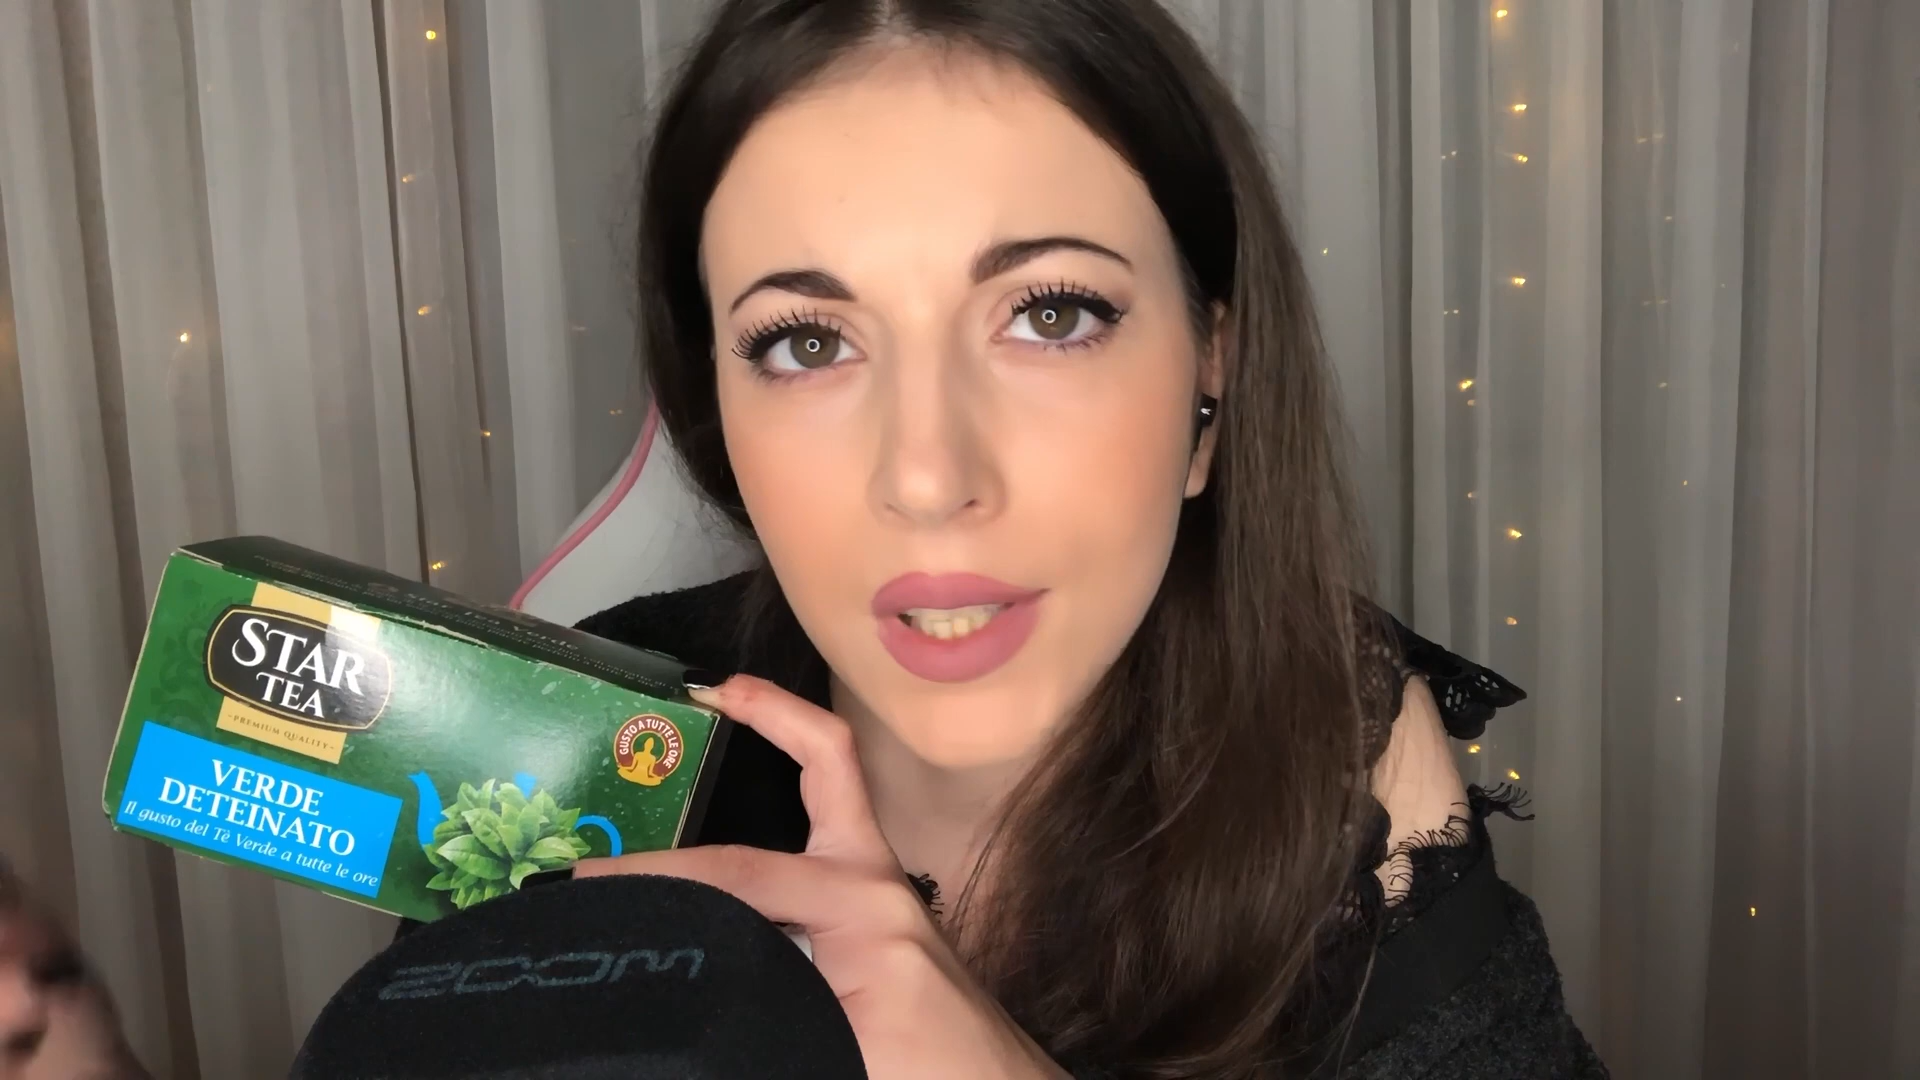 STAR
TEA
-PREMIUM QUALITY-
GUSTO A TUTTE LE ORE
VERDE
DETEINATO
Il gusto del Tè Verde a tutte le ore
ZOOM